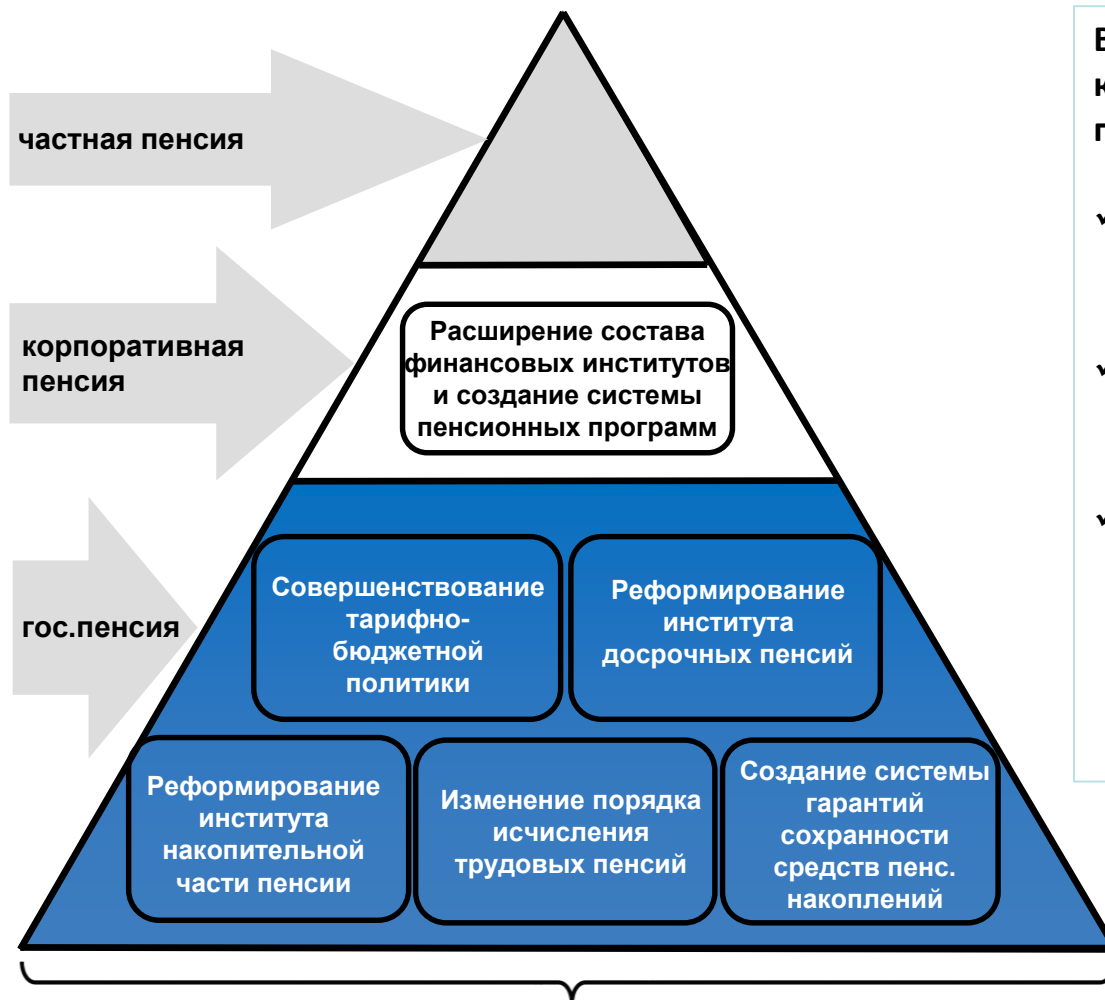 частная пенсия
корпоративная
пенсия
Расширение состава
финансовых институтов
и создание системы
пенсионных программ
гос.пенсия
Совершенствование
тарифно-
бюджетной
политики
Реформирование
института
досрочных пенсий
Реформирование
института
накопительной
части пенсии
Изменение порядка
исчисления
трудовых пенсий
Создание системы
гарантий
сохранности
средств пенс.
накоплений